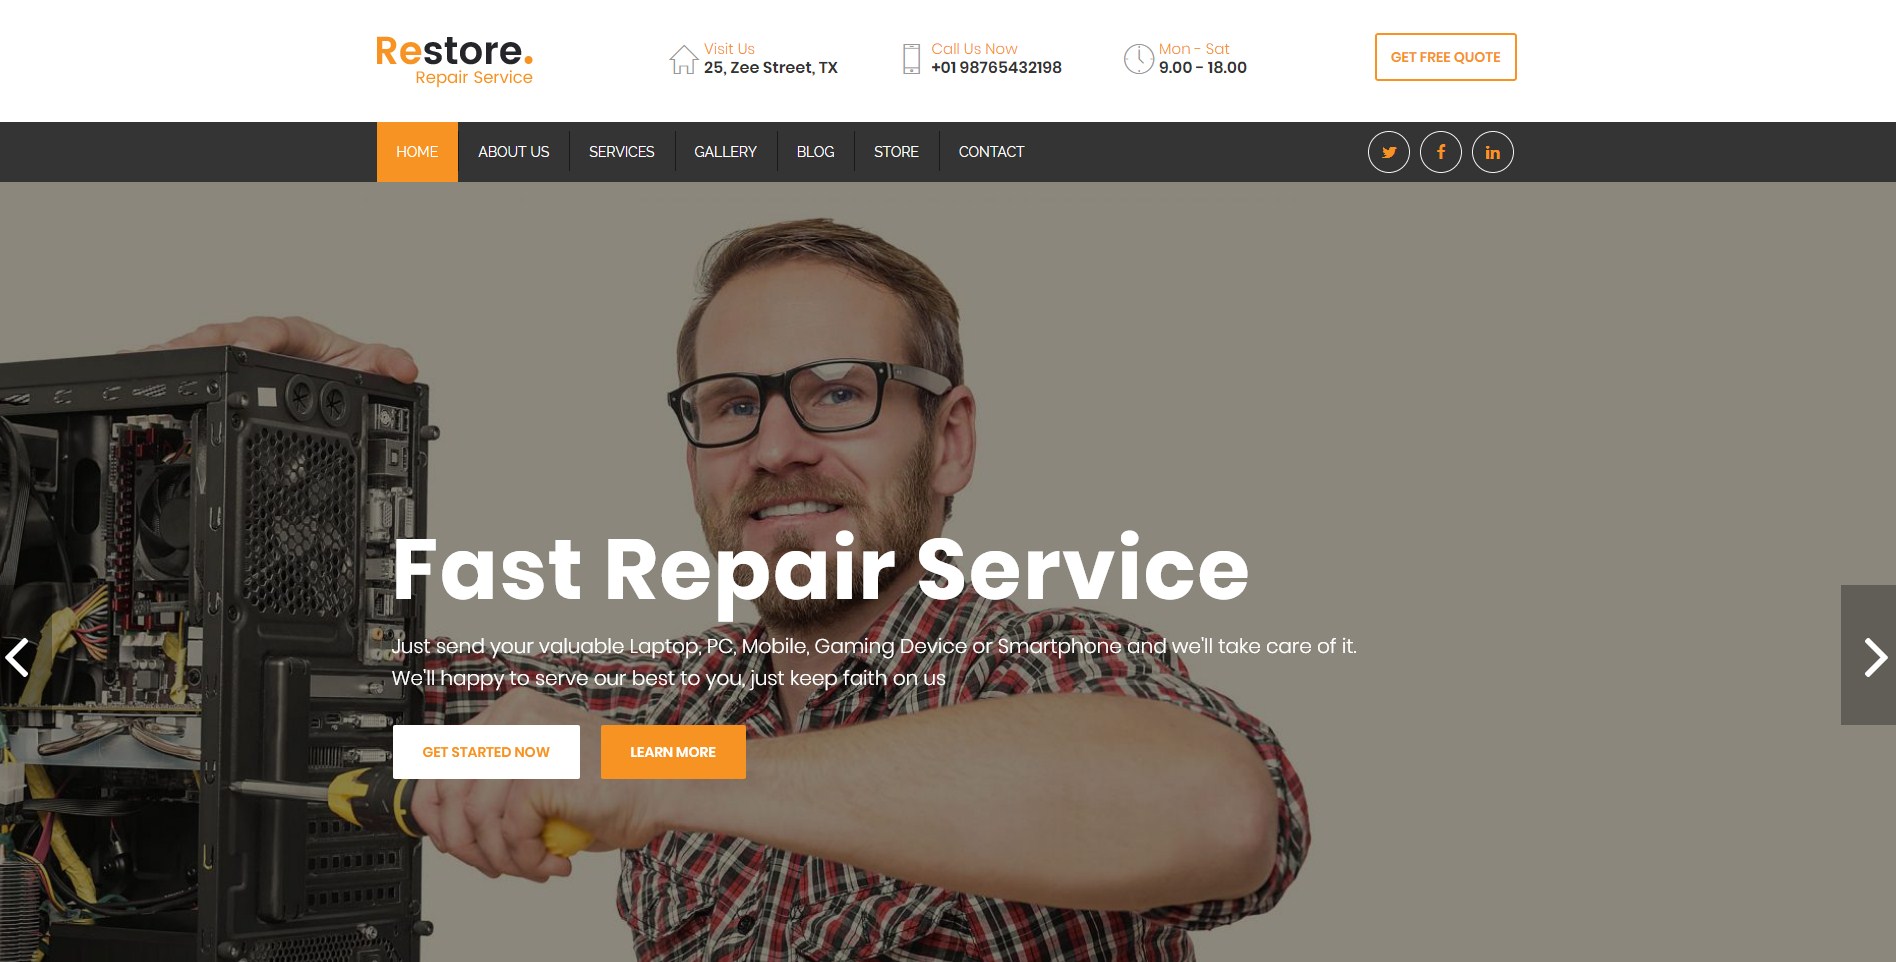 Restore.
Repair Service
Visit Us
25, Zee Street, TX
Call Us Now
+01 98765432198
Mon - Sat
9.00 - 18.00
GET FREE QUOTE
HOME
ABOUT US
SERVICES
GALLERY
BLOG
STORE
CONTACT
Fast Repair Service
Just send your valuable Laptop, PC, Mobile, Gaming Device or Smartphone and we'll take care of it.
We'll happy to serve our best to you, just keep faith on us
GET STARTED NOW
LEARN MORE